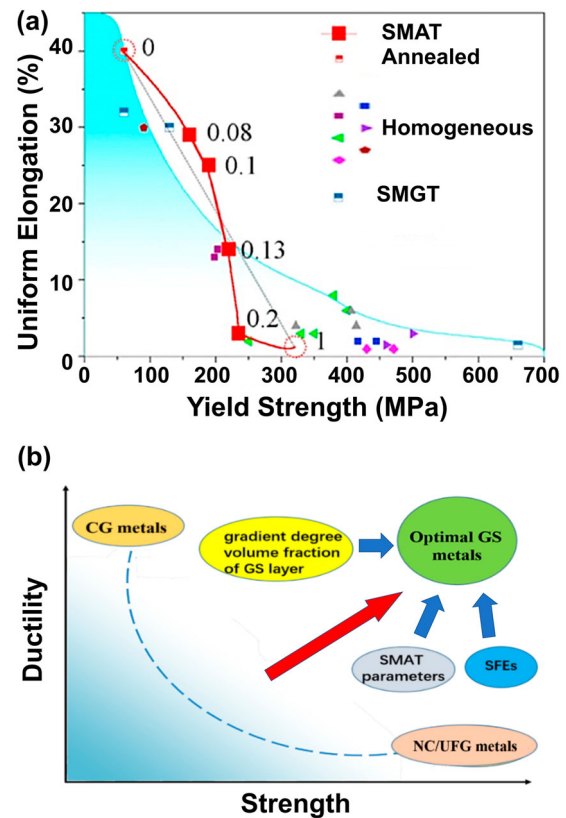 (a)
40
30
20
10
0
Uniform Elongation (%)
0
0.08
0.1
0.13
0.2
1
SMAT
Annealed
Homogeneous
SMGT
0 100 200 300 400 500 600 700
Yield Strength (MPa)
(b)
Ductility
CG metals
gradient degree
volume fraction
of GS layer
Optimal GS
metals
SMAT
parameters
SFEs
NC/UFG metals
Strength